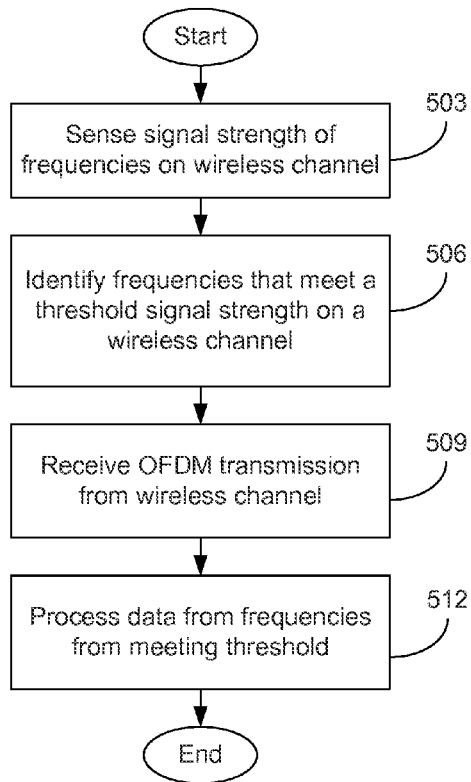 Start
503
Sense signal strength of
frequencies on wireless channel
506
Identify frequencies that meet a
threshold signal strength on a
wireless channel
509
Receive OFDM transmission
from wireless channel
512
Process data from frequencies
from meeting threshold
End